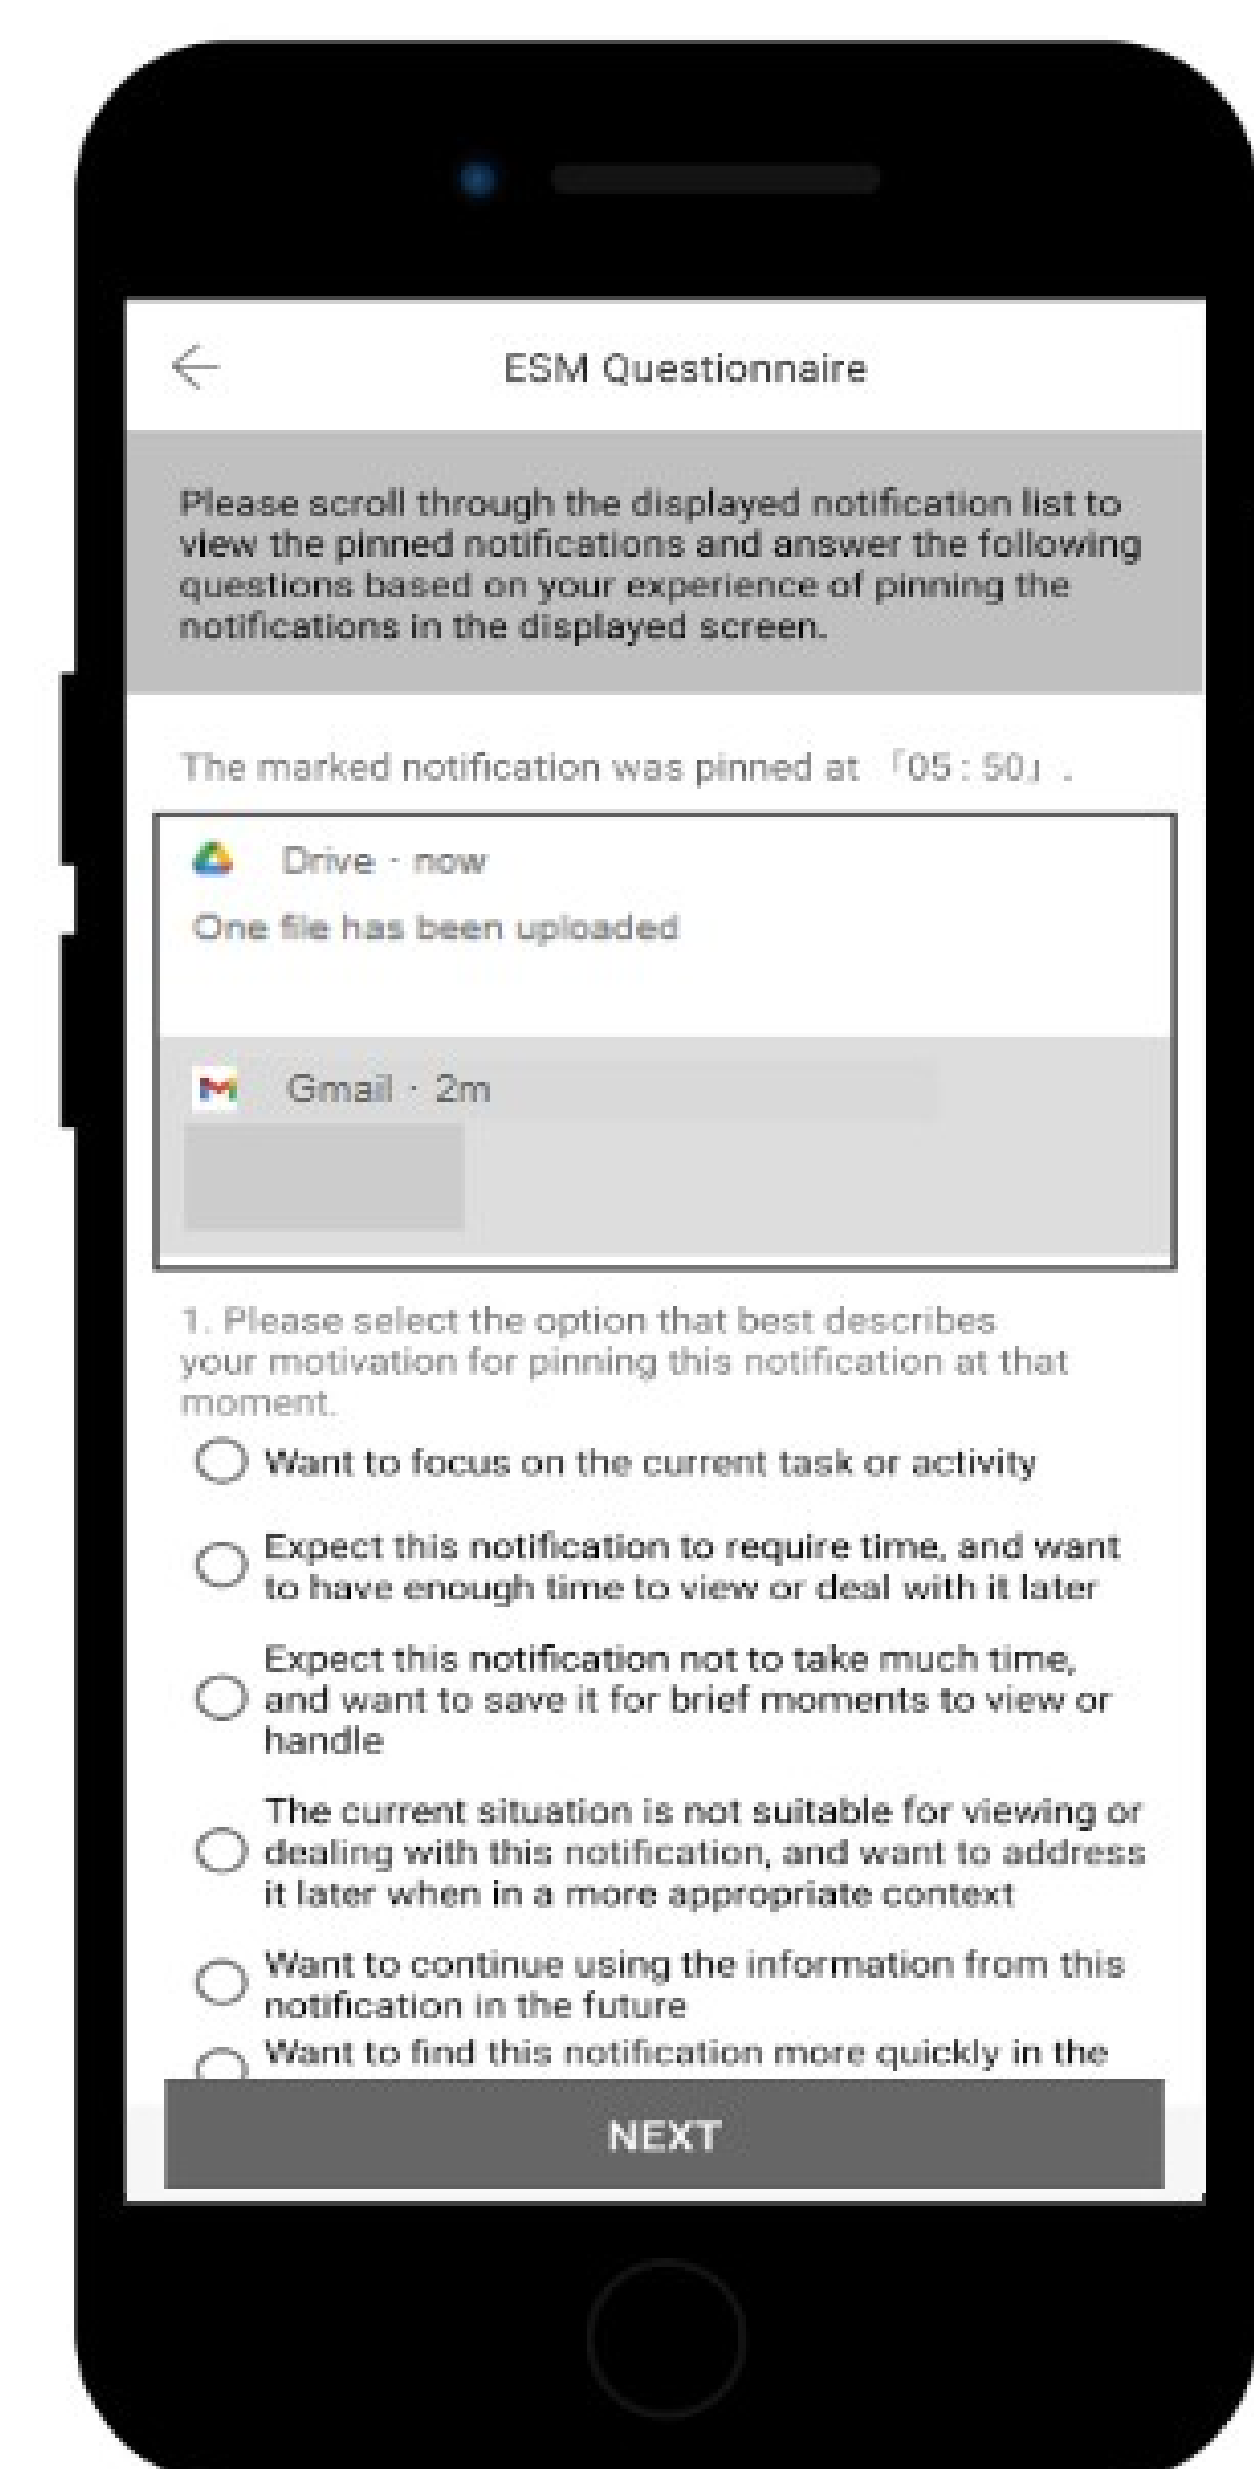 ESM Questionnaire
Please scroll through the displayed notification list to
view the pinned notifications and answer the following
questions based on your experience of pinning the
notifications in the displayed screen.
The marked notification was pinned at 「05 : 50」 .
Drive · now
One file has been uploaded
Gmail · 2m
1. Please select the option that best describes
your motivation for pinning this notification at that
moment.
Want to focus on the current task or activity
Expect this notification to require time, and want
to have enough time to view or deal with it later
Expect this notification not to take much time,
and want to save it for brief moments to view or
handle
The current situation is not suitable for viewing or
dealing with this notification, and want to address
it later when in a more appropriate context
Want to continue using the information from this
notification in the future
Want to find this notification more quickly in the
NEXT